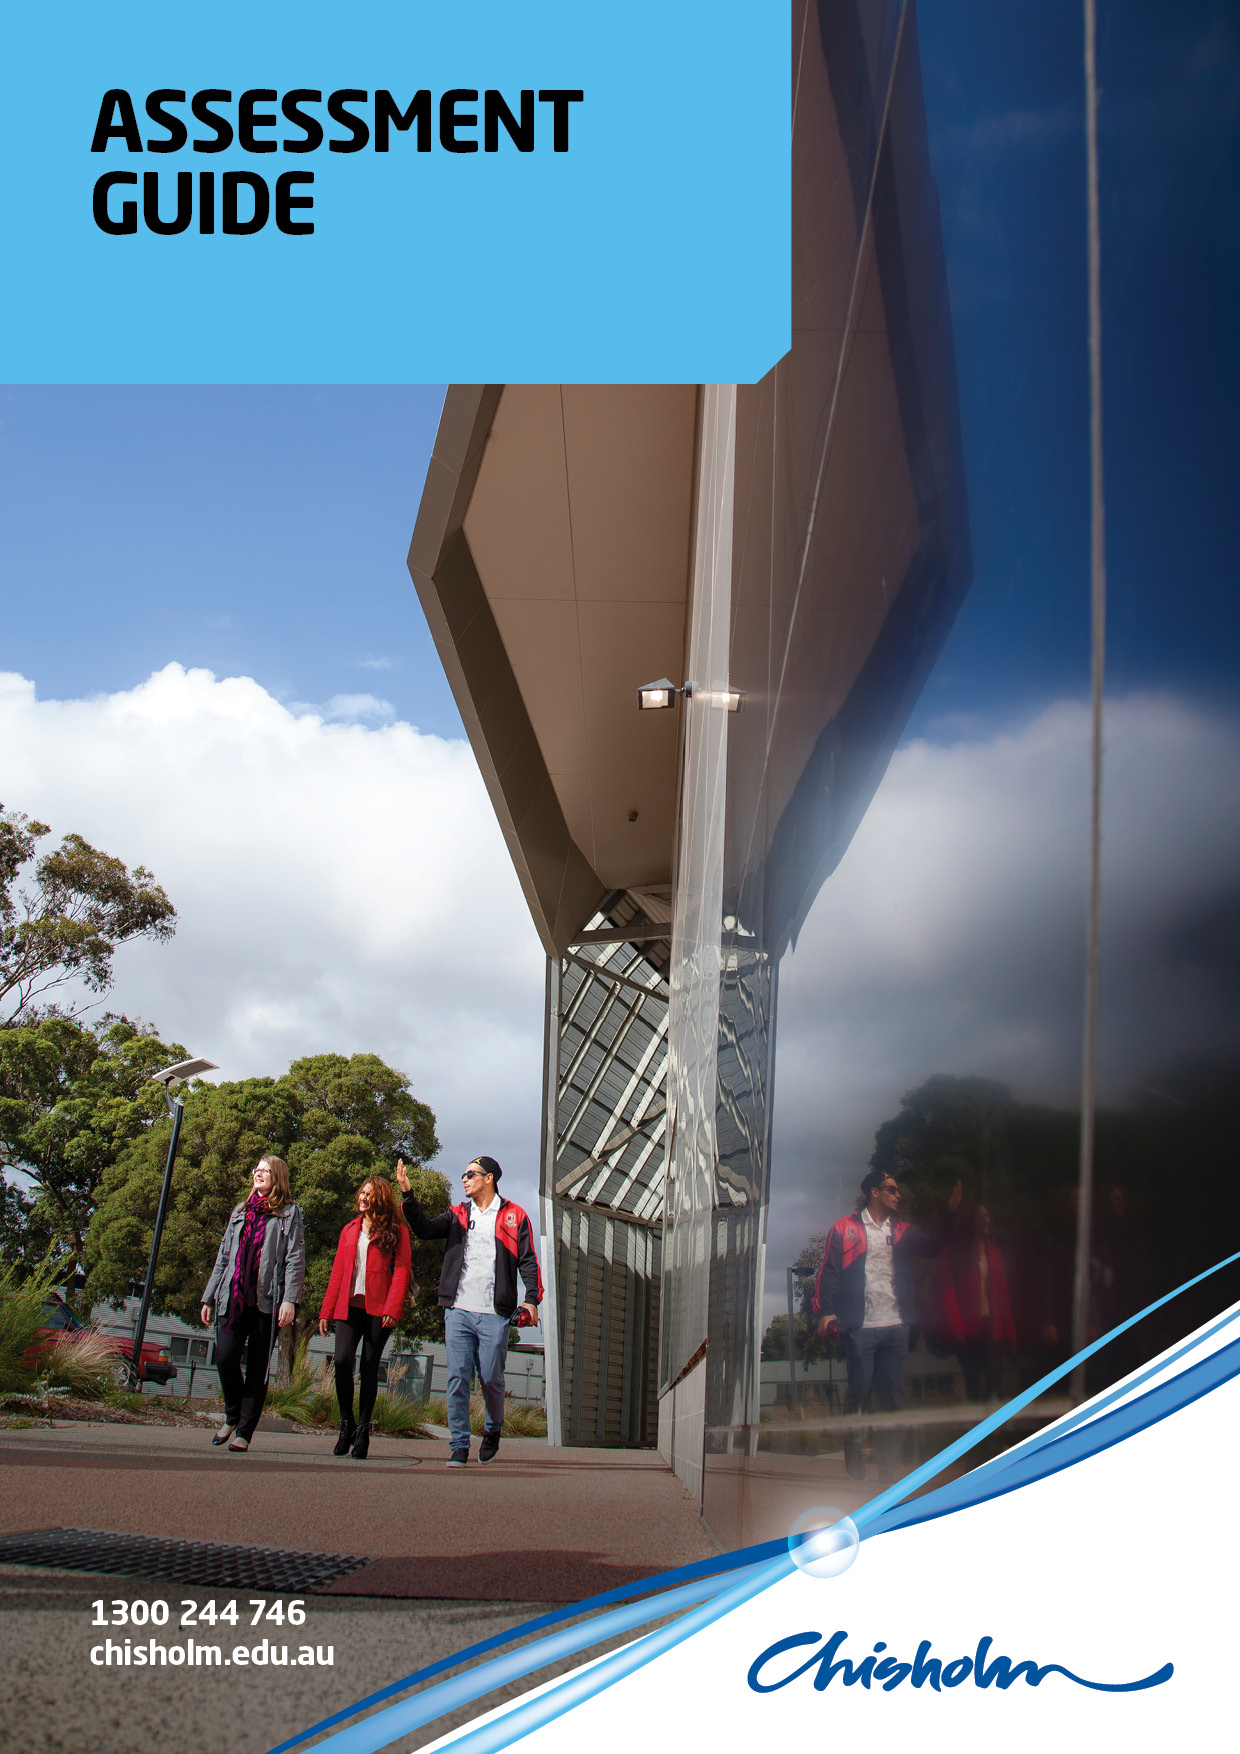 ASSESSMENT
GUIDE
1300 244 746
chisholm.edu.au
Chisholm